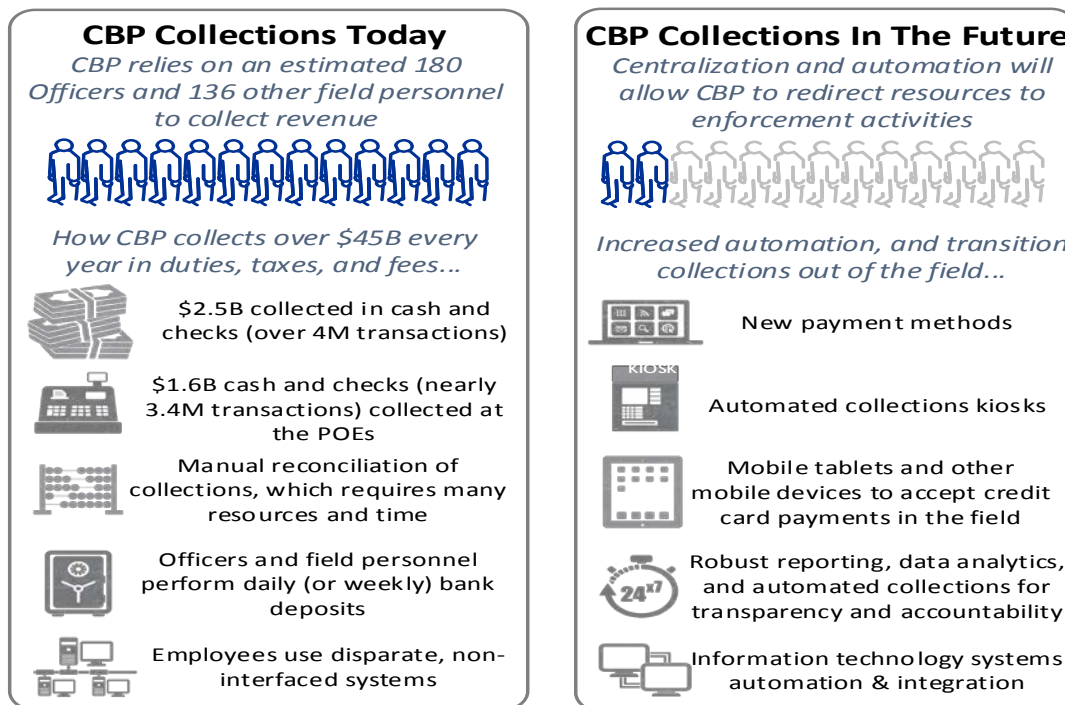 CBP Collections Today
CBP relies on an estimated 180
Officers and 136 other field personnel
to collect revenue
How CBP collects over $45B every
year in duties, taxes, and fees...
$2.5B collected in cash and
checks (over 4M transactions)
$1.6B cash and checks (nearly
3.4M transactions) collected at
the POEs
Manual reconciliation of
collections, which requires many
resources and time
Officers and field personnel
perform daily (or weekly) bank
deposits
Employees use disparate, non-
interfaced systems
CBP Collections In The Future
Centralization and automation will
allow CBP to redirect resources to
enforcement activities
Increased automation, and transition
collections out of the field...
New payment methods
KIOSK
Automated collections kiosks
Mobile tablets and other
mobile devices to accept credit
card payments in the field
24x7
Robust reporting, data analytics,
and automated collections for
transparency and accountability
Information technology systems
automation & integration